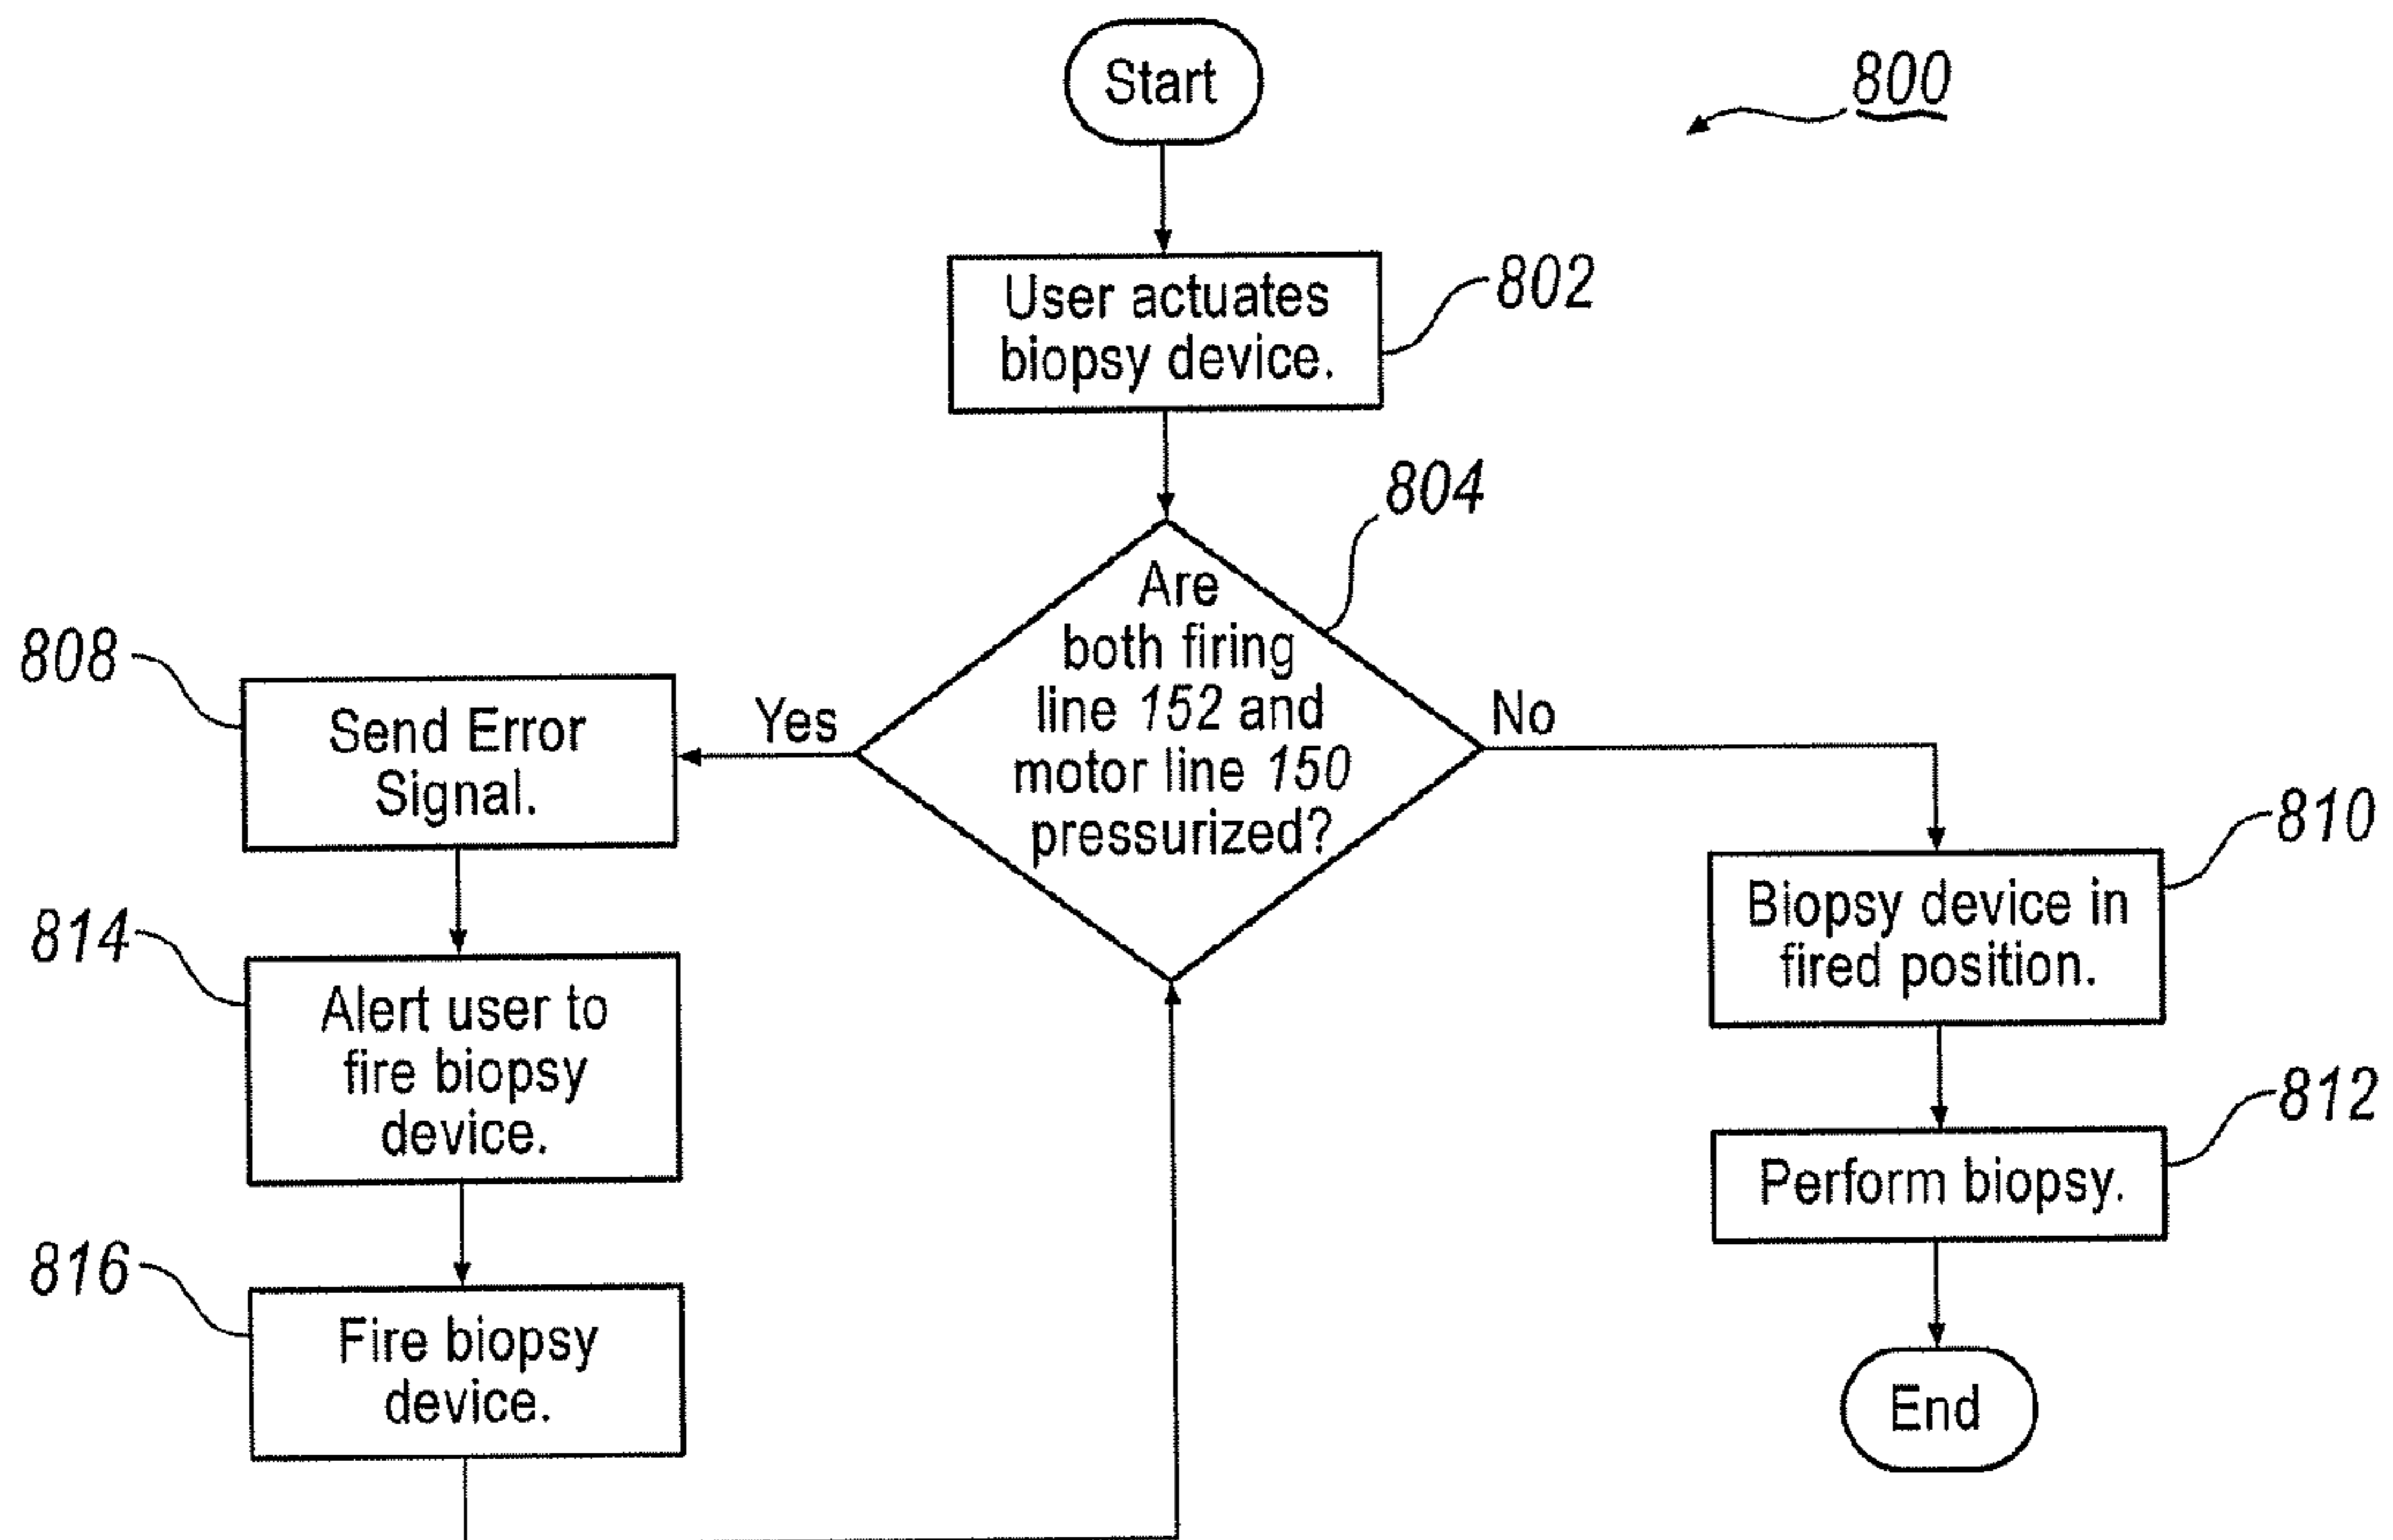 Start
800
User actuates
biopsy device.
802
804
Are
both firing
line 152 and
motor line 150
pressurized?
Yes
No
808
Send Error
Signal.
814
Alert user to
fire biopsy
device.
816
Fire biopsy
device.
810
Biopsy device in
fired position.
812
Perform biopsy.
End